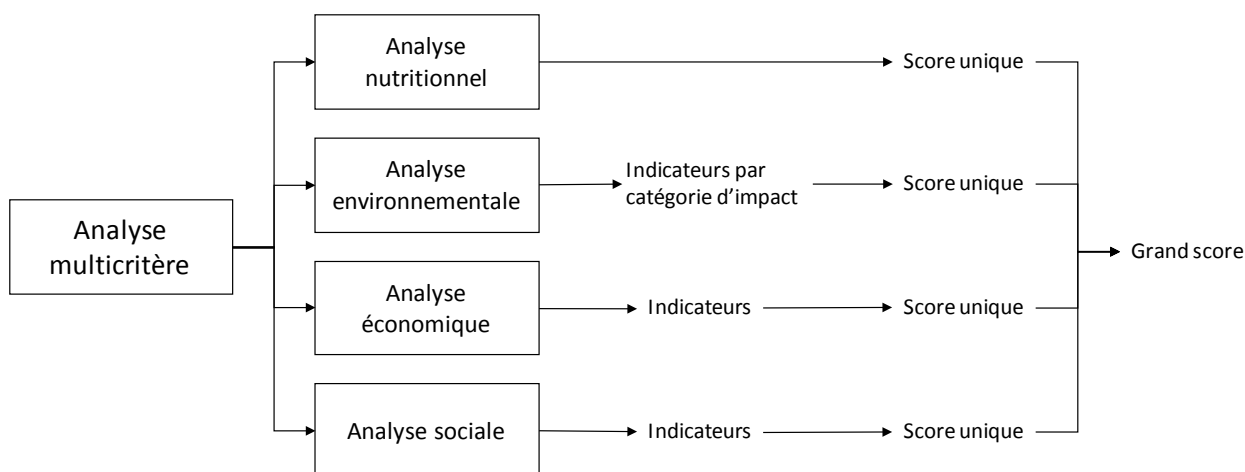 Analyse
nutritionnel
Score unique
Analyse
environnementale
Indicateurs par
catégorie d’impact
Score unique
Analyse
multicritère
Grand score
Analyse
économique
Indicateurs
Score unique
Analyse sociale
Indicateurs
Score unique